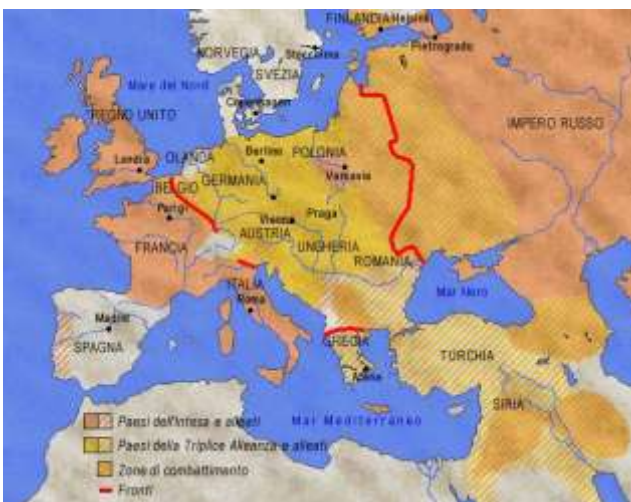 FINLANDIA Helsinki
NORVEGIA
Stoccolma
Pietrogrado
SVEZIA
Mare del Nord
Copenhagen
REGNO UNITO
IMPERO RUSSO
Londra
OLANDA
Berlino
POLONIA
Varsavia
BELGIO
GERMANIA
Parigi
Praga
Vienna
AUSTRIA
UNGHERIA
FRANCIA
ROMANIA
ITALIA
Roma
Mar Nero
Madrid
SPAGNA
GRECIA
Atene
TURCHIA
SIRIA
Mar Mediterraneo
Paesi dell'Intesa e alleati
Paesi della Triplice Alleanza e alleati
Zone di combattimento
Fronti